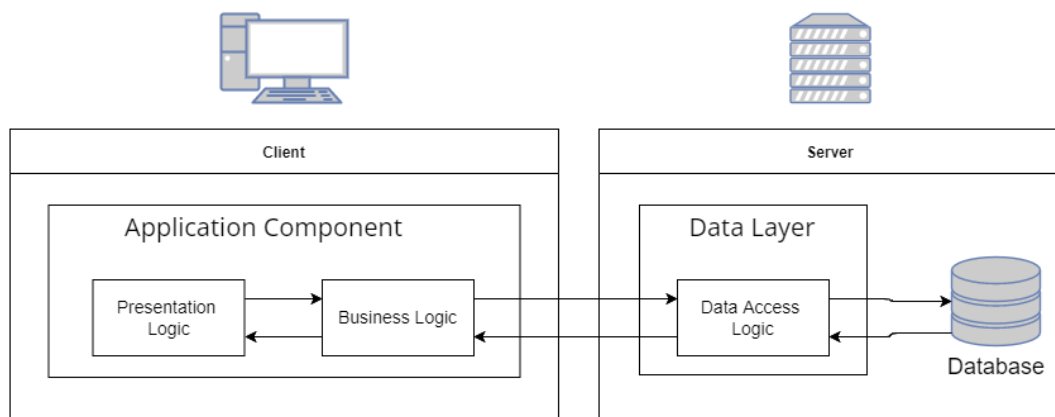 Client
Server
Application Component
Data Layer
Presentation
Logic
Business Logic
Data Access
Logic
Database